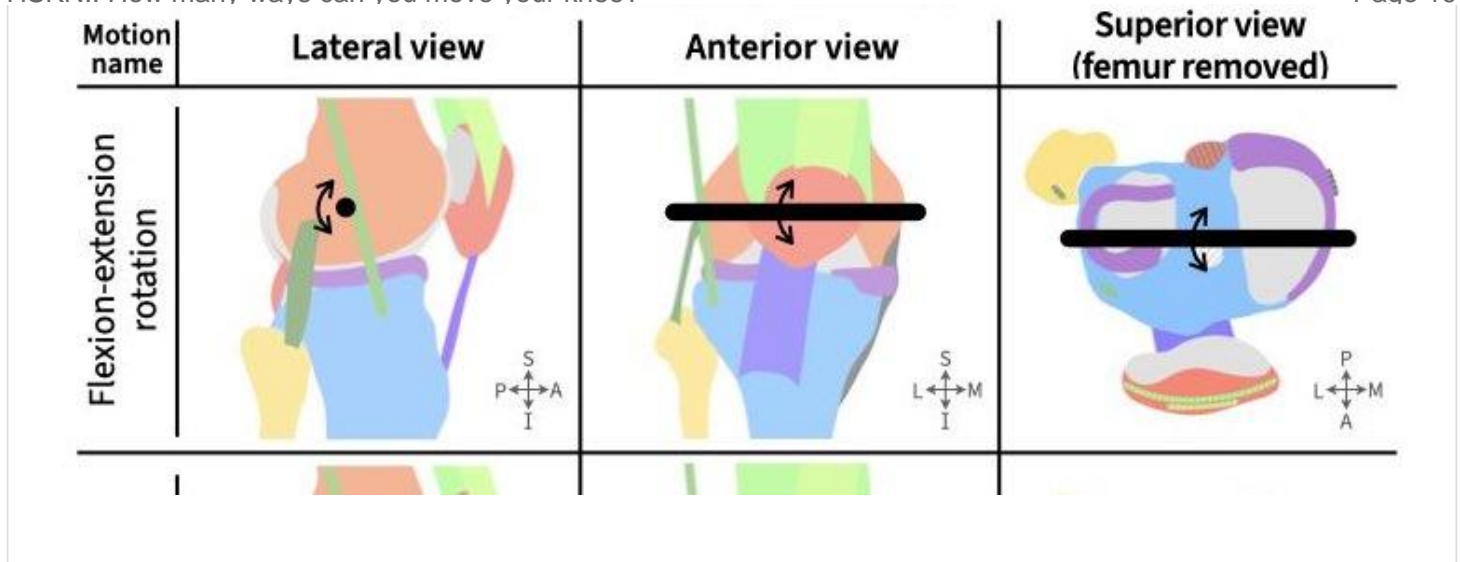 Motion
name
Lateral view
Anterior view
Superior view
(femur removed)
Flexion-extension
rotation
S
P A
I
S
L M
I
P
L M
A